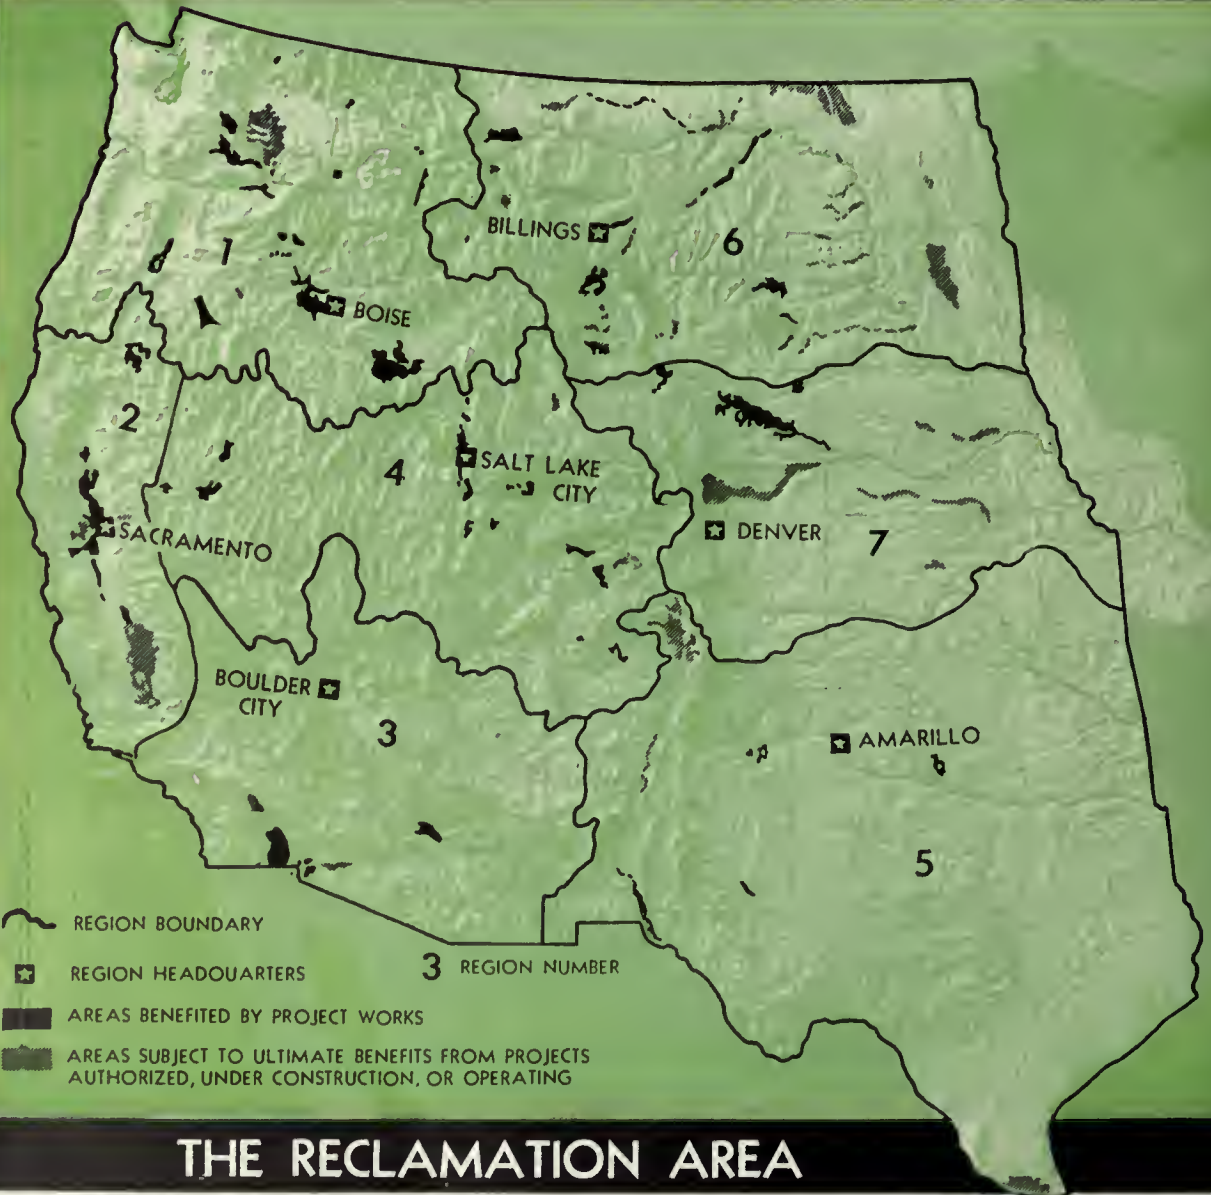 BILLINGS
6
1
BOISE
2
4
SALT LAKE
CITY
SACRAMENTO
DENVER
7
BOULDER
CITY
3
AMARILLO
5
REGION BOUNDARY
REGION HEADQUARTERS
3 REGION NUMBER
AREAS BENEFITED BY PROJECT WORKS
AREAS SUBJECT TO ULTIMATE BENEFITS FROM PROJECTS
AUTHORIZED, UNDER CONSTRUCTION, OR OPERATING
THE RECLAMATION AREA